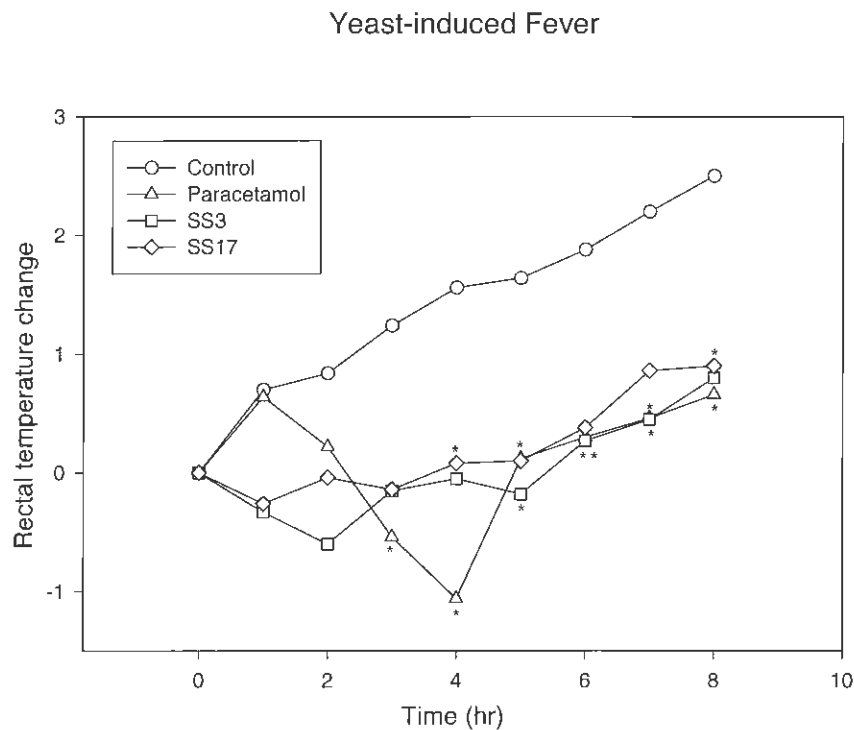 Yeast-induced Fever
3
Control
Paracetamol
SS3
SS17
2
1
0
-1
Rectal temperature change
*
*
*
*
*
*
*
* *
*
*
*
*
0 2 4 6 8 10
Time (hr)